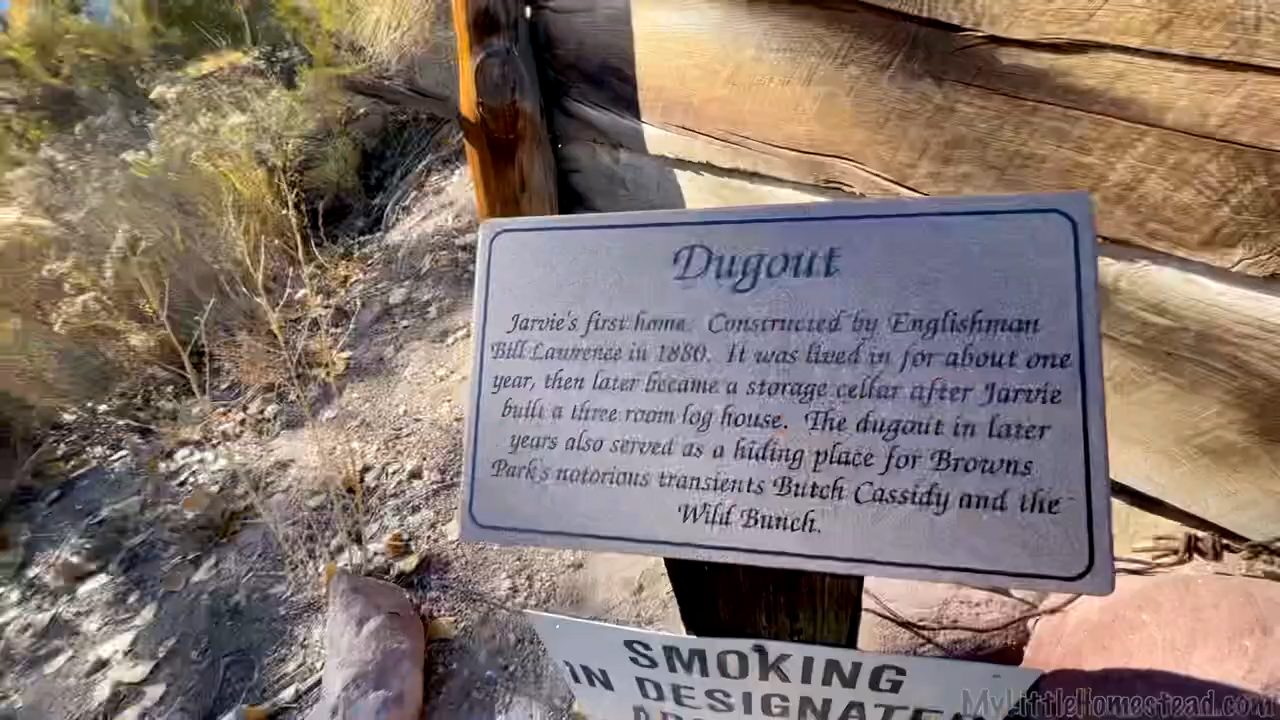 Dugout
Jarvie's first home. Constructed by Englishman
Bill Lawrence in 1880. It was lived in for about one
year, then later became a storage cellar after Jarvie
built a three room log house. The dugout in later
years also served as a hiding place for Browns
Park's notorious transients Butch Cassidy and the
Wild Bunch.
SMOKING
IN DESIGNATED
MyLittleHomestead.com